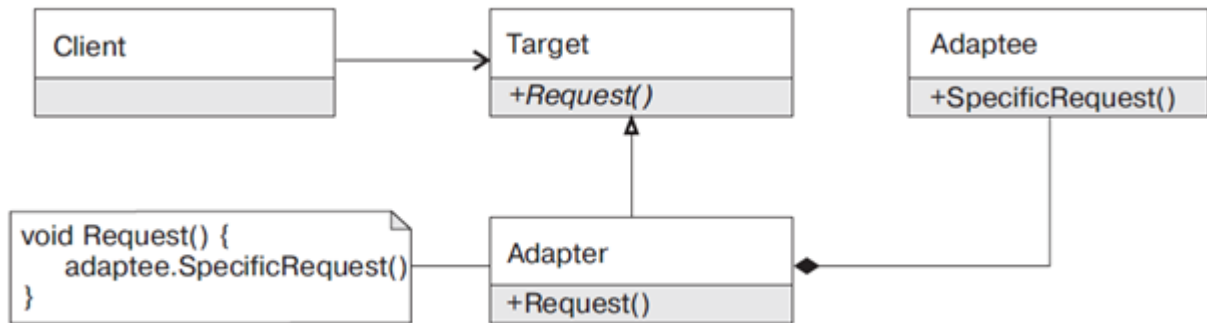 Client
Target
+Request()
Adaptee
+SpecificRequest()
void Request() {
adaptee.SpecificRequest()
}
Adapter
+Request()